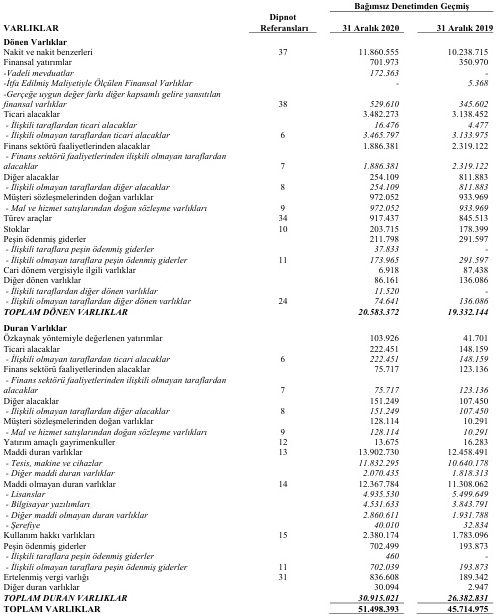 Bağımsız Denetimden Geçmiş
Dipnot
VARLIKLAR Referansları 31 Aralık 2020 31 Aralık 2019
Dönen Varlıklar
Nakit ve nakit benzerleri 37 11.860.555 10.238.715
Finansal yatırımlar 701.973 350.970
-Vadeli mevduatlar 172.363 -
-İtfa Edilmiş Maliyetiyle Ölçülen Finansal Varlıklar - 5.368
-Gerçeğe uygun değer farkı diğer kapsamlı gelire yansıtılan
finansal varlıklar 38 529.610 345.602
Ticari alacaklar 3.482.273 3.138.452
- İlişkili taraflardan ticari alacaklar 16.476 4.477
- İlişkili olmayan taraflardan ticari alacaklar 6 3.465.797 3.133.975
Finans sektörü faaliyetlerinden alacaklar 1.886.381 2.319.122
- Finans sektörü faaliyetlerinden ilişkili olmayan taraflardan
alacaklar 7 1.886.381 2.319.122
Diğer alacaklar 254.109 811.883
- İlişkili olmayan taraflardan diğer alacaklar 8 254.109 811.883
Müşteri sözleşmelerinden doğan varlıklar 972.052 933.969
- Mal ve hizmet satışlarından doğan sözleşme varlıkları 9 972.052 933.969
Türev araçlar 34 917.437 845.513
Stoklar 10 203.715 178.399
Peşin ödenmiş giderler 211.798 291.597
- İlişkili taraflara peşin ödenmiş giderler 37.833 -
- İlişkili olmayan taraflara peşin ödenmiş giderler 11 173.965 291.597
Cari dönem vergisiyle ilgili varlıklar 6.918 87.438
Diğer dönen varlıklar 86.161 136.086
- İlişkili taraflardan diğer dönen varlıklar 11.520 -
- İlişkili olmayan taraflardan diğer dönen varlıklar 24 74.641 136.086
TOPLAM DÖNEN VARLIKLAR 20.583.372 19.332.144
Duran Varlıklar
Özkaynak yöntemiyle değerlenen yatırımlar 103.926 41.701
Ticari alacaklar 222.451 148.159
- İlişkili olmayan taraflardan ticari alacaklar 6 222.451 148.159
Finans sektörü faaliyetlerinden alacaklar 75.717 123.136
- Finans sektörü faaliyetlerinden ilişkili olmayan taraflardan
alacaklar 7 75.717 123.136
Diğer alacaklar 151.249 107.450
- İlişkili olmayan taraflardan diğer alacaklar 8 151.249 107.450
Müşteri sözleşmelerinden doğan varlıklar 128.114 10.291
- Mal ve hizmet satışlarından doğan sözleşme varlıkları 9 128.114 10.291
Yatırım amaçlı gayrimenkuller 12 13.675 16.283
Maddi duran varlıklar 13 13.902.730 12.458.491
- Tesis, makine ve cihazlar 11.832.295 10.640.178
- Diğer maddi duran varlıklar 2.070.435 1.818.313
Maddi olmayan duran varlıklar 14 12.367.784 11.308.062
- Lisanslar 4.935.530 5.499.649
- Bilgisayar yazılımları 4.531.633 3.843.791
- Diğer maddi olmayan duran varlıklar 2.860.611 1.931.788
- Şerefiye 40.010 32.834
Kullanım hakkı varlıkları 15 2.380.174 1.783.096
Peşin ödenmiş giderler 702.499 193.873
- İlişkili taraflara peşin ödenmiş giderler 460 -
- İlişkili olmayan taraflara peşin ödenmiş giderler 11 702.039 193.873
Ertelenmiş vergi varlığı 31 836.608 189.342
Diğer duran varlıklar 30.094 2.947
TOPLAM DURAN VARLIKLAR 30.915.021 26.382.831
TOPLAM VARLIKLAR 51.498.393 45.714.975